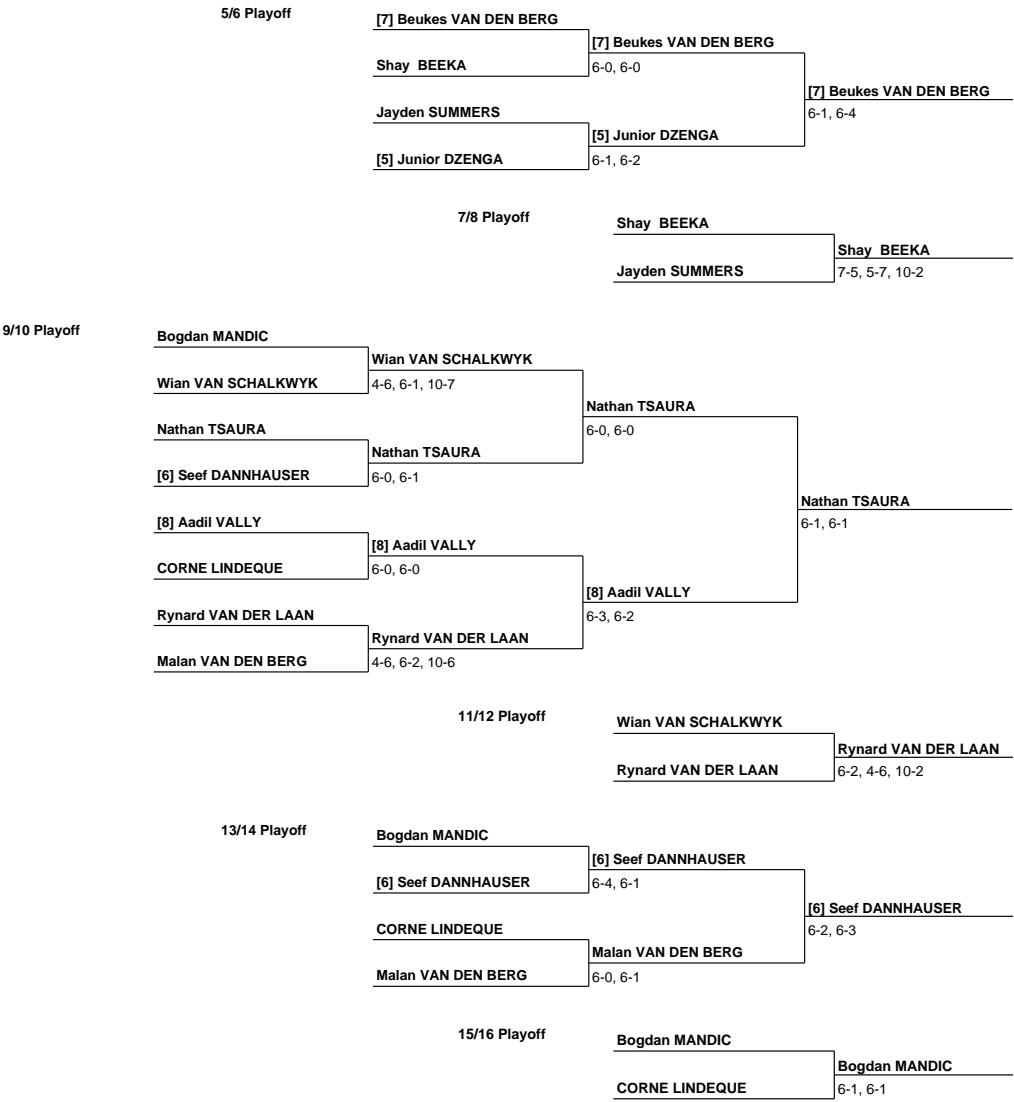 5/6 Playoff
[7] Beukes VAN DEN BERG
[7] Beukes VAN DEN BERG
Shay BEEKA
6-0, 6-0
[7] Beukes VAN DEN BERG
Jayden SUMMERS
6-1, 6-4
[5] Junior DZENGA
[5] Junior DZENGA
6-1, 6-2
7/8 Playoff
Shay BEEKA
Shay BEEKA
Jayden SUMMERS
7-5, 5-7, 10-2
9/10 Playoff
Bogdan MANDIC
Wian VAN SCHALKWYK
Wian VAN SCHALKWYK
4-6, 6-1, 10-7
Nathan TSAURA
Nathan TSAURA
6-0, 6-0
Nathan TSAURA
[6] Seef DANNHAUSER
6-0, 6-1
Nathan TSAURA
[8] Aadil VALLY
6-1, 6-1
[8] Aadil VALLY
CORNE LINDEQUE
6-0, 6-0
[8] Aadil VALLY
Rynard VAN DER LAAN
6-3, 6-2
Rynard VAN DER LAAN
Malan VAN DEN BERG
4-6, 6-2, 10-6
11/12 Playoff
Wian VAN SCHALKWYK
Rynard VAN DER LAAN
Rynard VAN DER LAAN
6-2, 4-6, 10-2
13/14 Playoff
Bogdan MANDIC
[6] Seef DANNHAUSER
[6] Seef DANNHAUSER
6-4, 6-1
[6] Seef DANNHAUSER
CORNE LINDEQUE
6-2, 6-3
Malan VAN DEN BERG
Malan VAN DEN BERG
6-0, 6-1
15/16 Playoff
Bogdan MANDIC
Bogdan MANDIC
CORNE LINDEQUE
6-1, 6-1